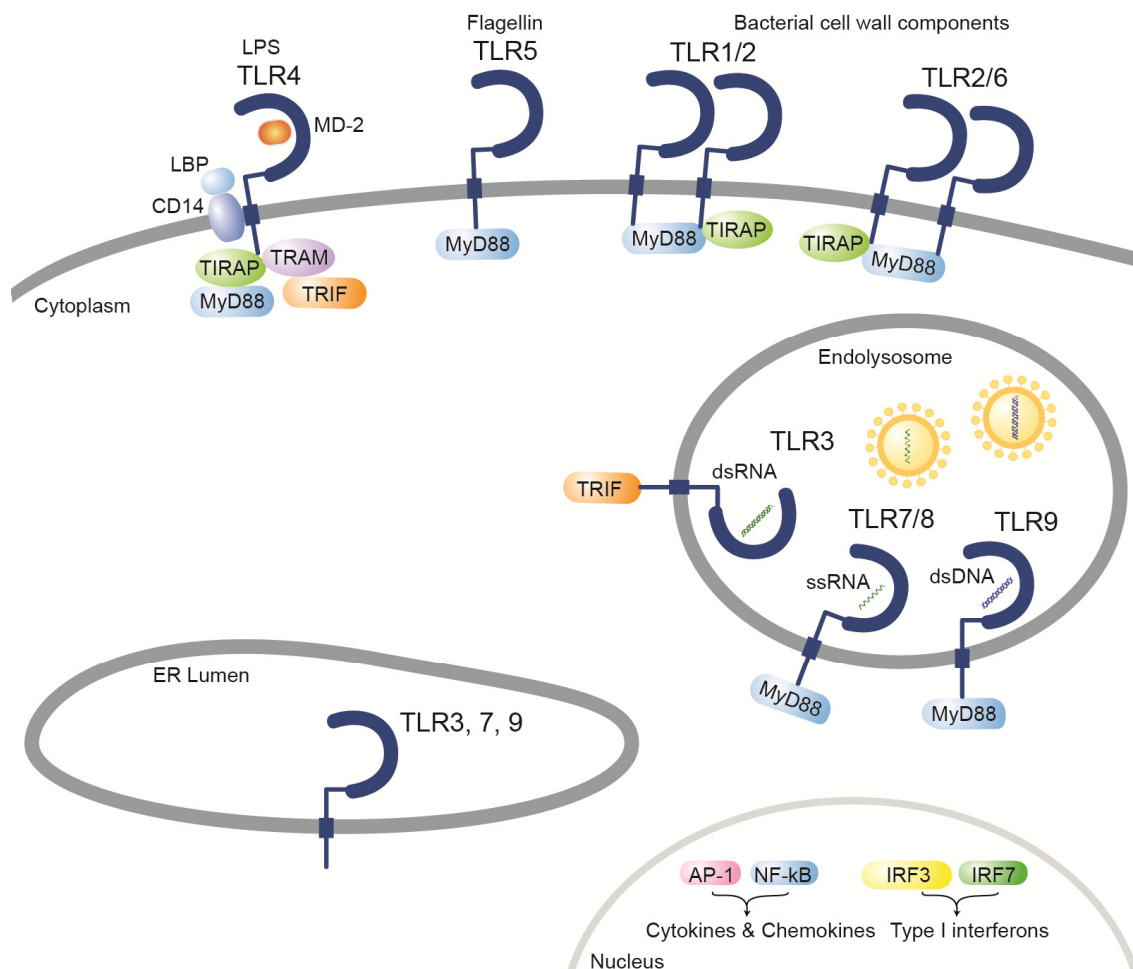 Flagellin
Bacterial cell wall components
LPS
TLR5
TLR1/2
TLR4
TLR2/6
MD-2
LBP
CD14
TIRAP
TRAM
MyD88
TRIF
MyD88
MyD88
TIRAP
TIRAP
MyD88
Cytoplasm
Endolysosome
TLR3
dsRNA
TRIF
TLR7/8
TLR9
ssRNA
dsDNA
MyD88
MyD88
ER Lumen
TLR3, 7, 9
AP-1
NF-kB
IRF3
IRF7
Cytokines & Chemokines
Type I interferons
Nucleus